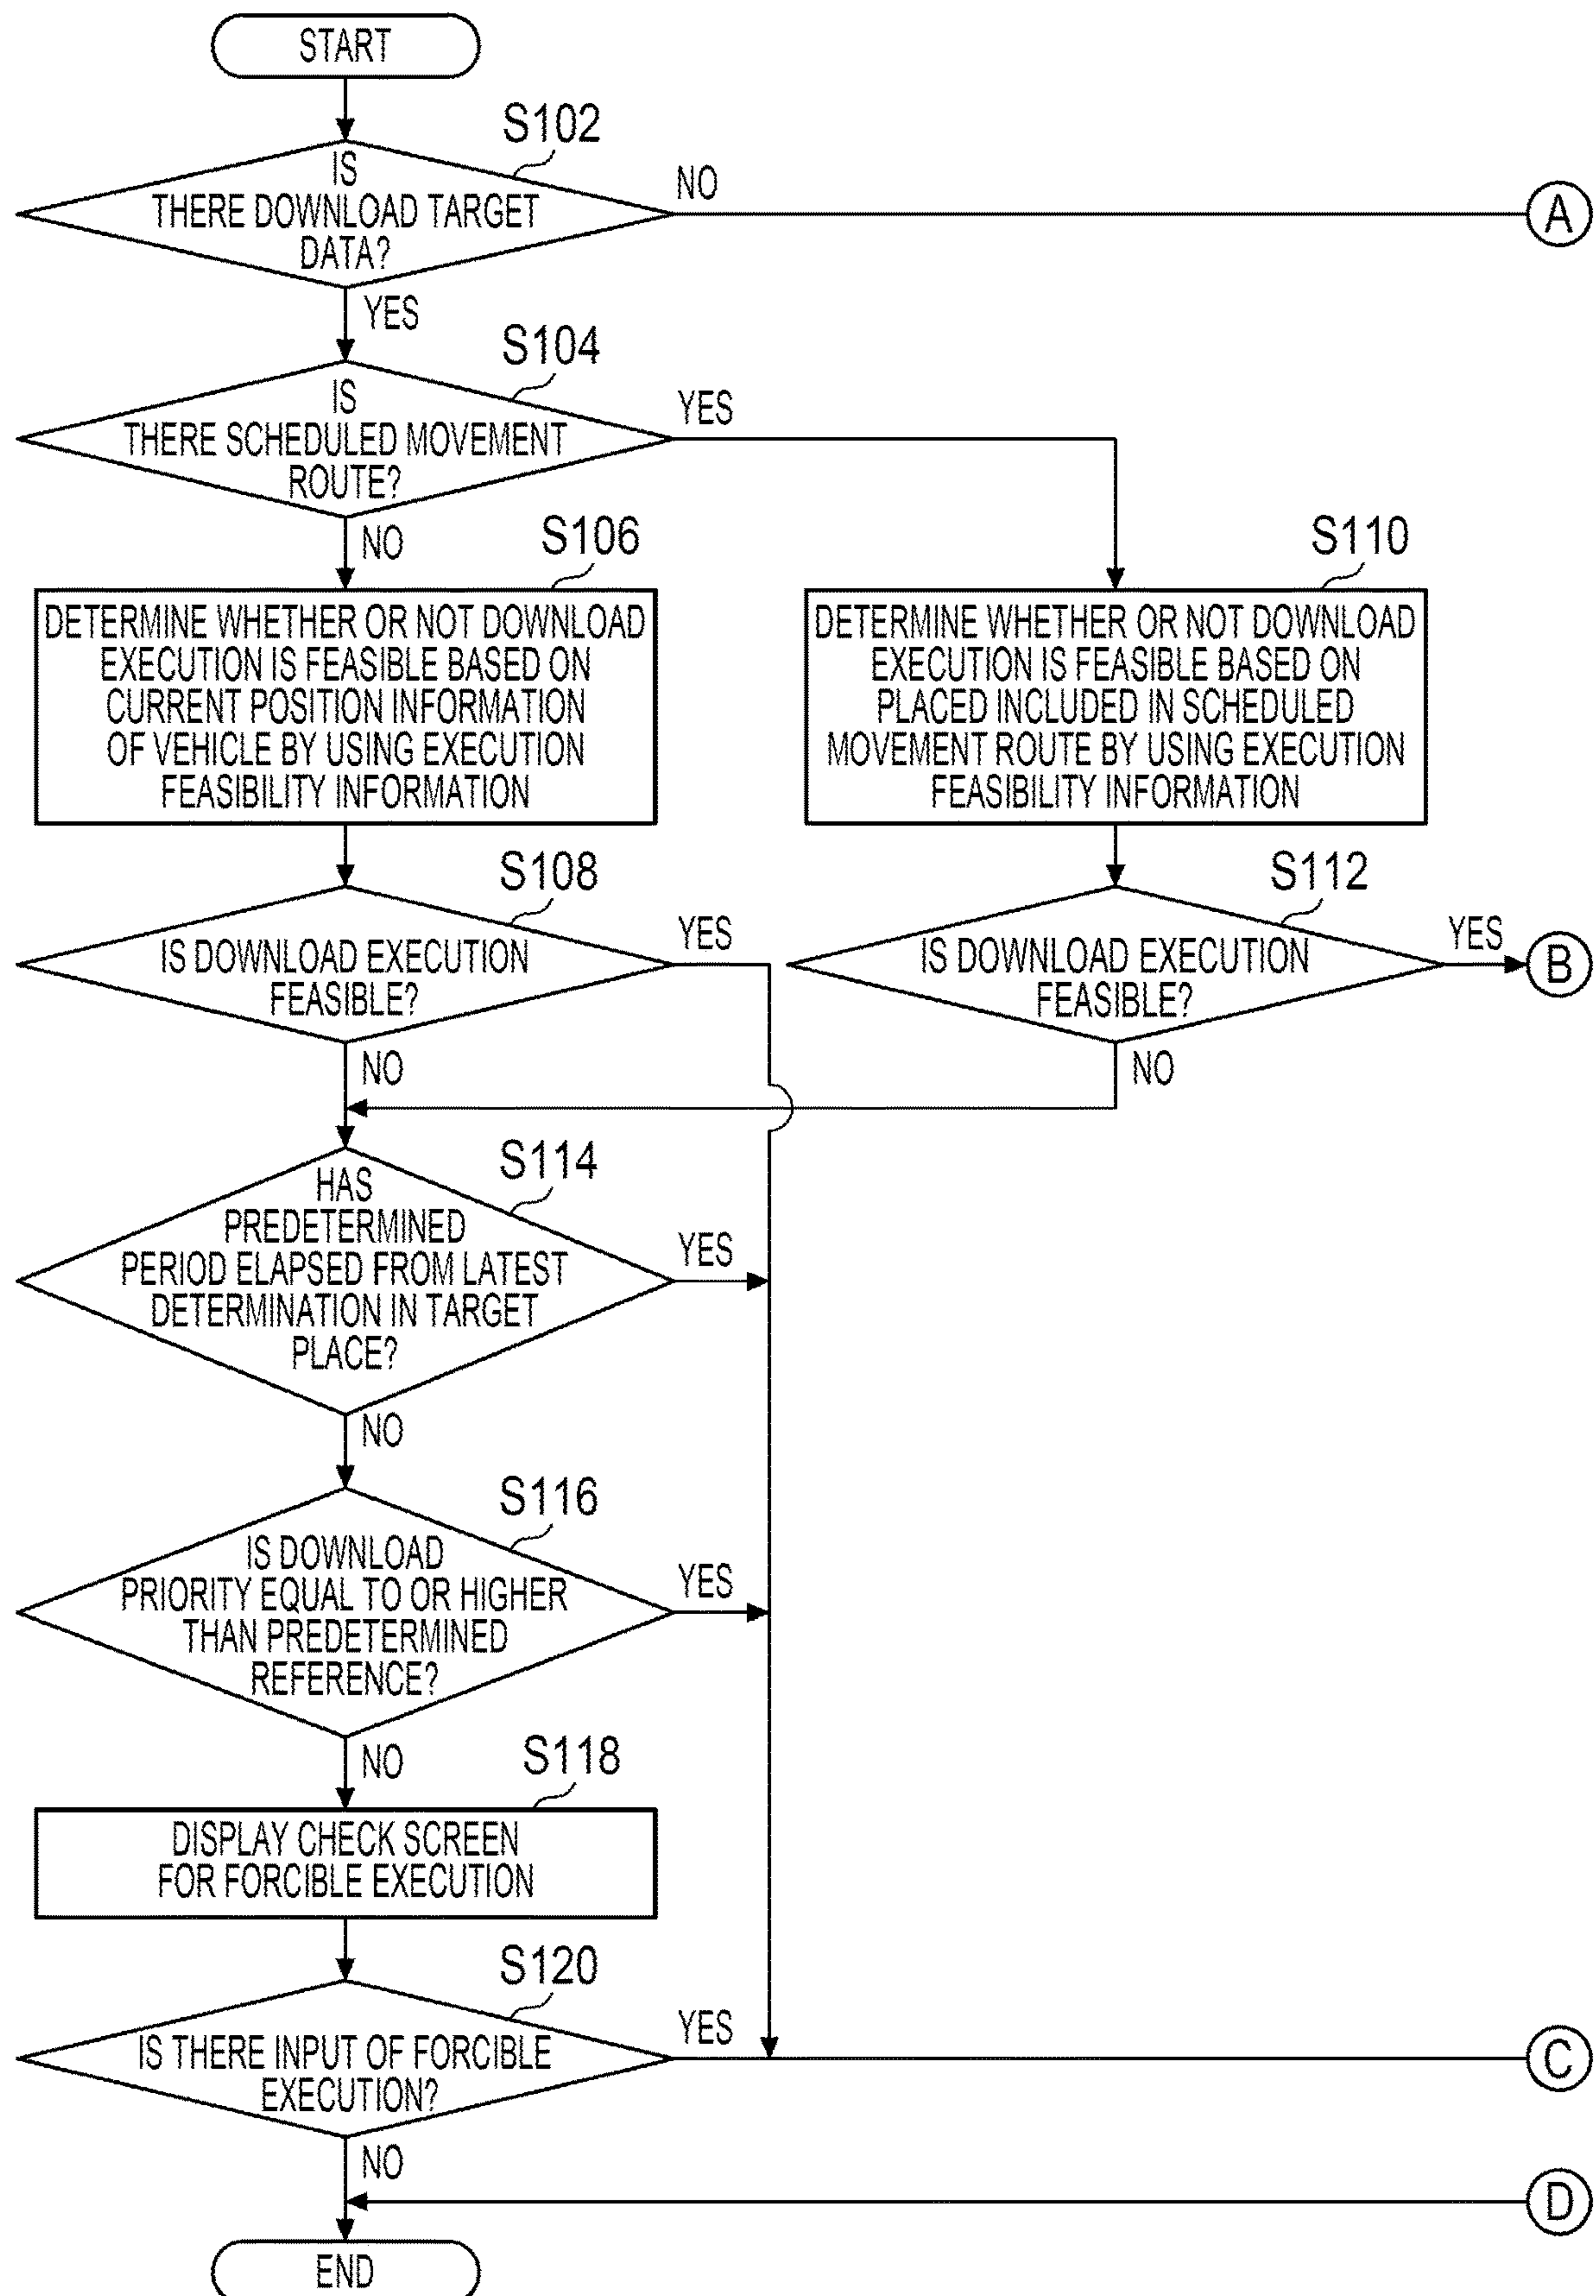 START
S102
IS
THERE DOWNLOAD TARGET
DATA?
NO
A
YES
S104
IS
THERE SCHEDULED MOVEMENT
ROUTE?
YES
NO
S106
DETERMINE WHETHER OR NOT DOWNLOAD
EXECUTION IS FEASIBLE BASED ON
CURRENT POSITION INFORMATION
OF VEHICLE BY USING EXECUTION
FEASIBILITY INFORMATION
S110
DETERMINE WHETHER OR NOT DOWNLOAD
EXECUTION IS FEASIBLE BASED ON
PLACED INCLUDED IN SCHEDULED
MOVEMENT ROUTE BY USING EXECUTION
FEASIBILITY INFORMATION
S108
IS DOWNLOAD EXECUTION
FEASIBLE?
YES
NO
S112
IS DOWNLOAD EXECUTION
FEASIBLE?
YES
B
NO
S114
HAS
PREDETERMINED
PERIOD ELAPSED FROM LATEST
DETERMINATION IN TARGET
PLACE?
YES
NO
S116
IS DOWNLOAD
PRIORITY EQUAL TO OR HIGHER
THAN PREDETERMINED
REFERENCE?
YES
NO
S118
DISPLAY CHECK SCREEN
FOR FORCIBLE EXECUTION
S120
IS THERE INPUT OF FORCIBLE
EXECUTION?
YES
C
NO
D
END